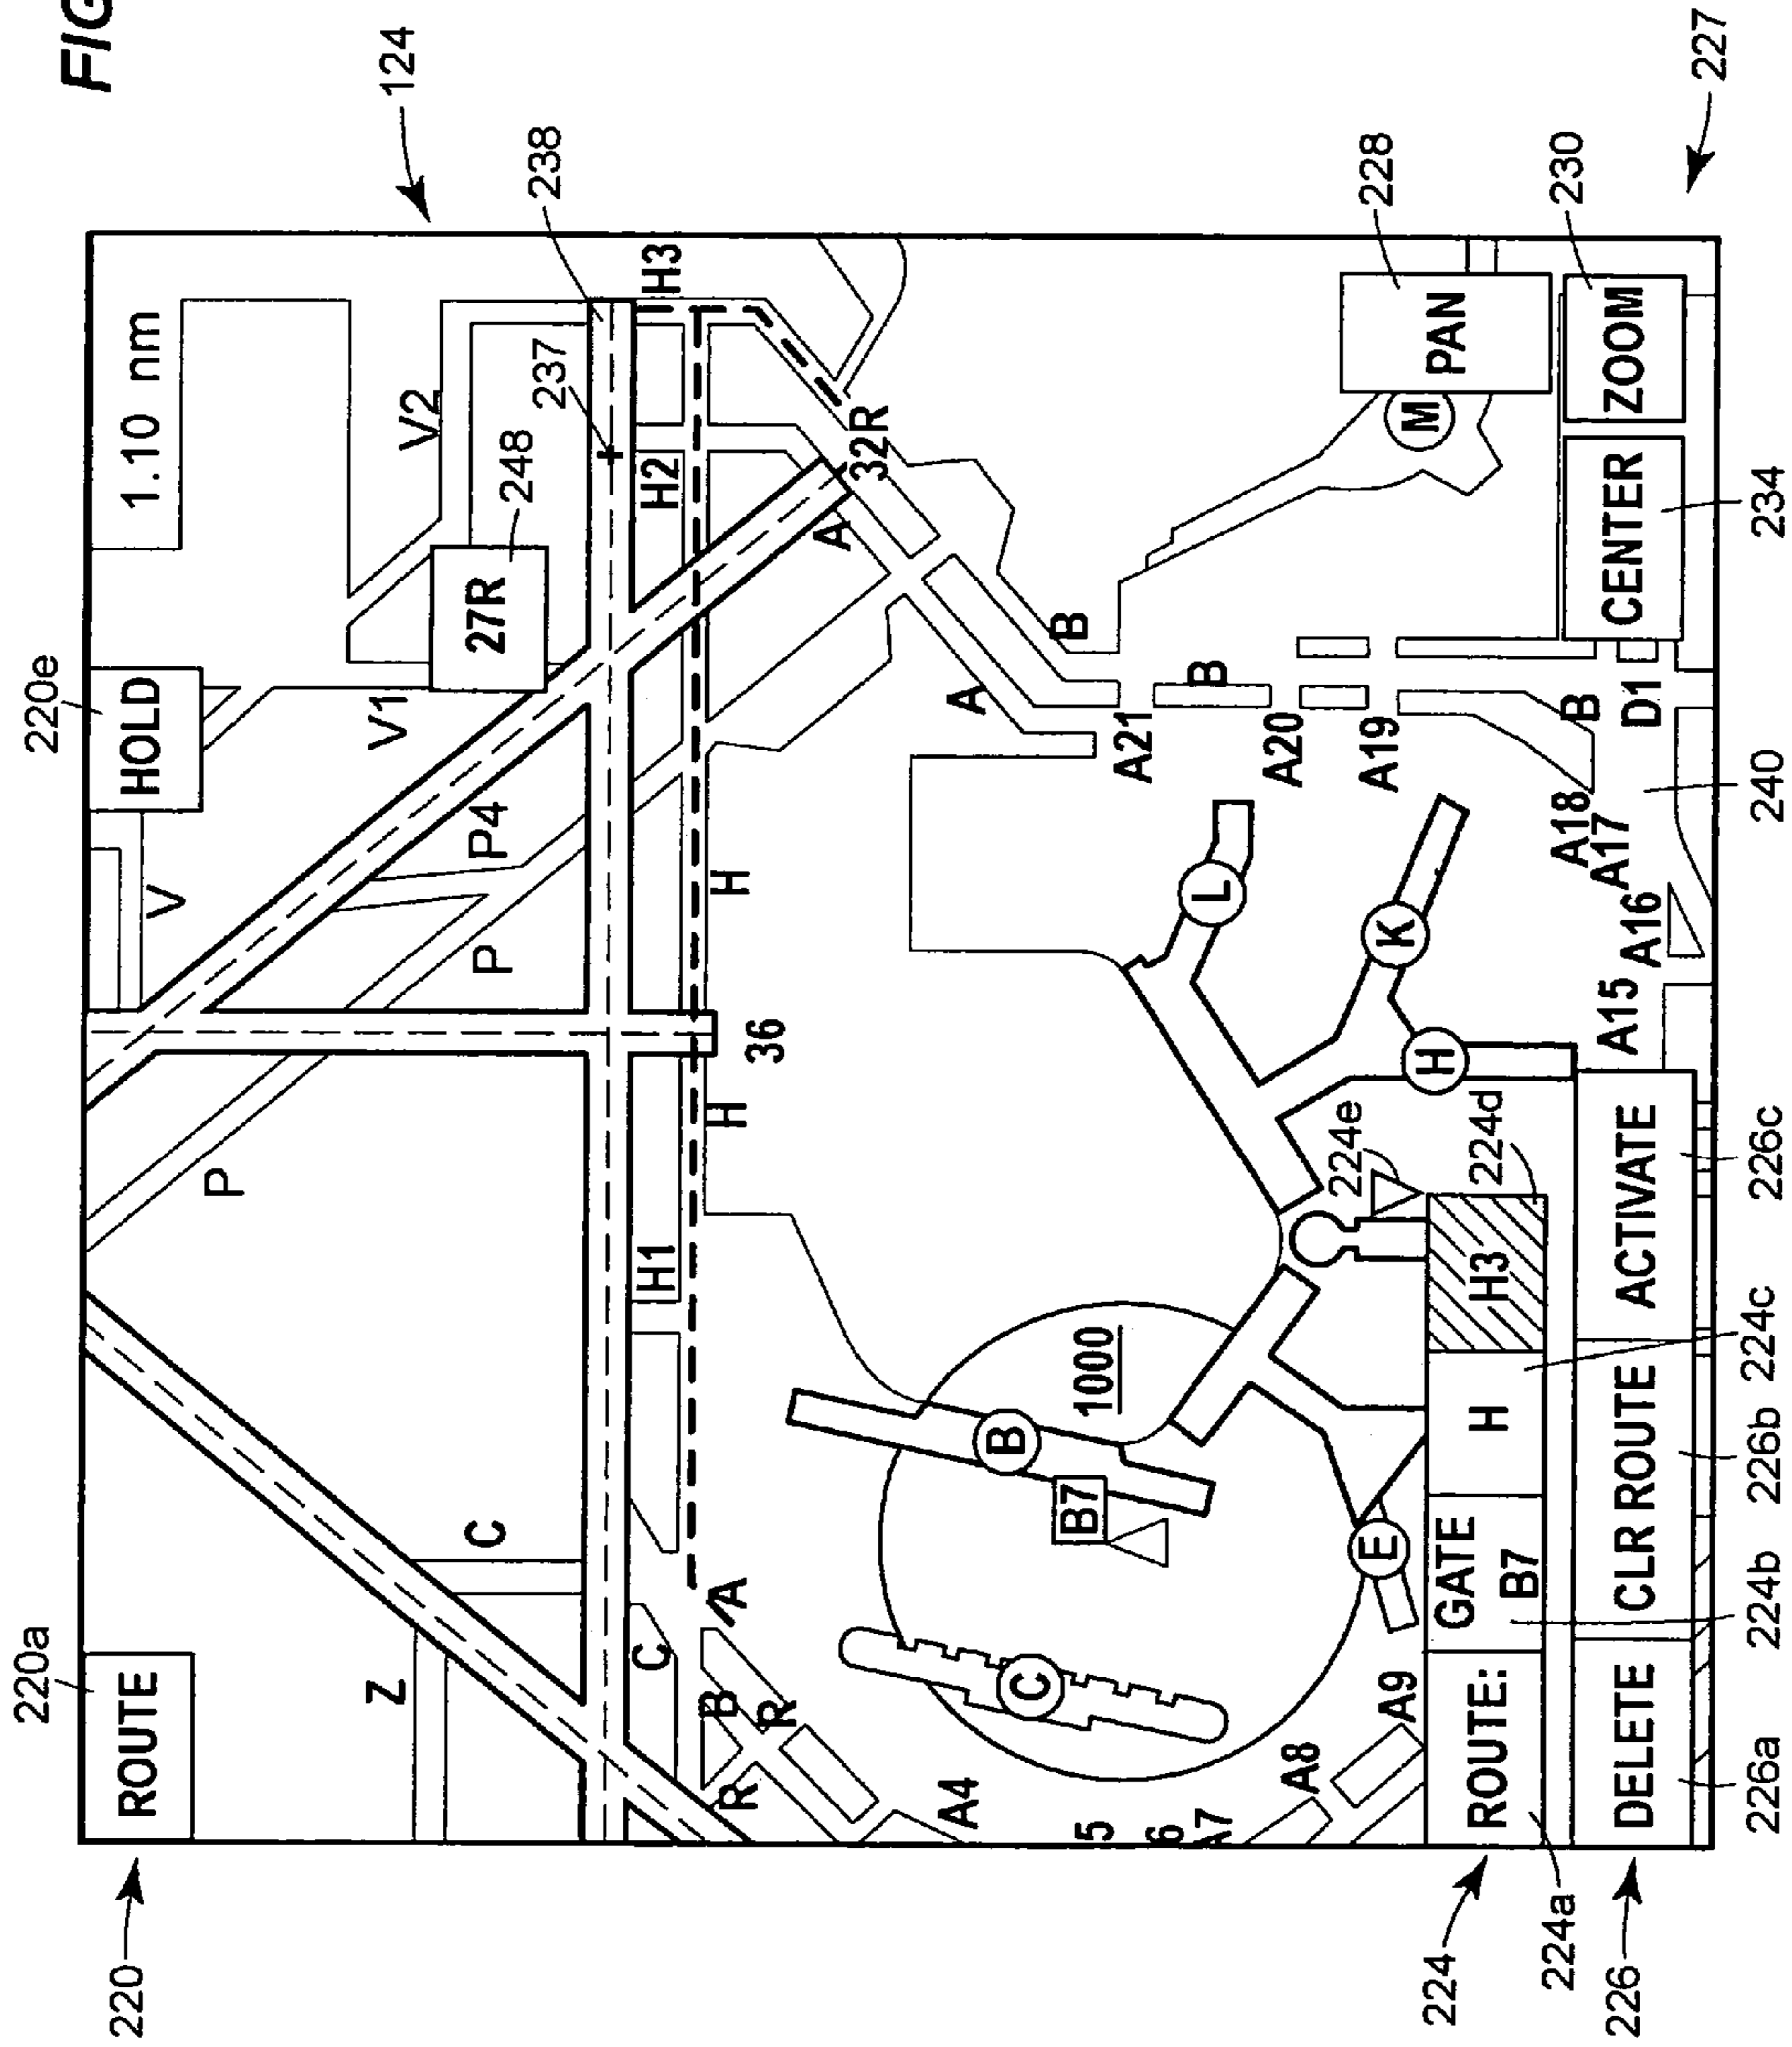 FIG
124
220
220a
ROUTE
220e
HOLD
1.10 nm
V
V1
V2
P
P
P4
Z
C
27R
248
237
238
H1
H2
H3
C
A
H
H
36
A
32R
B
R
R
A4
5
6
A7
A8
A9
C
B
B7
1000
E
L
K
H
M
A
B
B
A21
A20
A19
A18
A17
A16
A15
B
D1
240
PAN
228
ZOOM
230
CENTER
234
227
224
224a
ROUTE:
224b
GATE
B7
224c
H
224d
H3
224e
226
226a
DELETE
226b
CLR ROUTE
226c
ACTIVATE